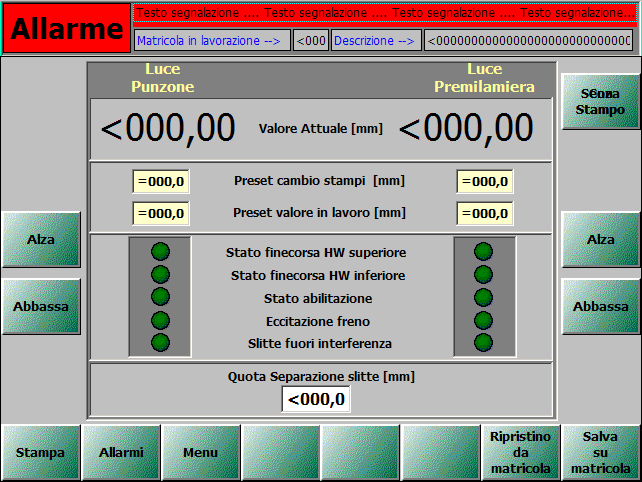 Allarme
Testo segnalazione .... Testo segnalazione .... Testo segnalazione .... Testo segnalazione...
Matricola in lavorazione --> <000 Descrizione --> <00000000000000000000000000000
Luce Punzone
Luce Premilamiera
Stampo
<000,00 Valore Attuale [mm] <000,00
=000,0 Preset cambio stampi [mm] =000,0
=000,0 Preset valore in lavoro [mm] =000,0
Alza
Alza
Abbassa
Abbassa
Stato finecorsa HW superiore
Stato finecorsa HW inferiore
Stato abilitazione
Eccitazione freno
Slitte fuori interferenza
Quota Separazione slitte [mm]
<000,0
Stampa
Allarmi
Menu
Ripristino
da
matricola
Salva
su
matricola